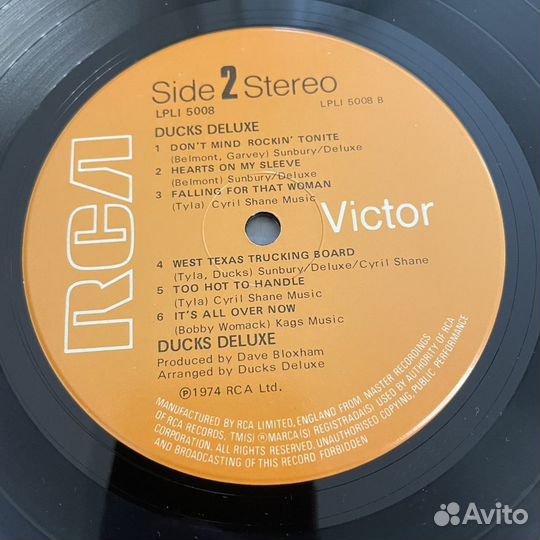 Side 2 Stereo
LPLI 5008
LPLI 5008 B
DUCKS DELUXE
1 DON'T MIND ROCKIN' TONITE
(Belmont, Garvey) Sunbury/Deluxe
2 HEARTS ON MY SLEEVE
(Belmont) Sunbury/Deluxe
3 FALLING FOR THAT WOMAN
(Tyla) Cyril Shane Music
RCA
Victor
4 WEST TEXAS TRUCKING BOARD
(Tyla, Ducks) Sunbury/Deluxe/Cyril Shane
5 TOO HOT TO HANDLE
(Tyla) Cyril Shane Music
6 IT'S ALL OVER NOW
(Bobby Womack) Kags Music
DUCKS DELUXE
Produced by Dave Bloxham
Arranged by Ducks Deluxe
Ⓟ1974 RCA Ltd.
MANUFACTURED BY RCA LIMITED, ENGLAND FROM MASTER RECORDINGS
OF RCA RECORDS. TM(S) ® MARCA(S) REGISTRADA(S) USED BY AUTHORITY OF RCA
CORPORATION. ALL RIGHTS RESERVED, UNAUTHORISED COPYING, PUBLIC PERFORMANCE
AND BROADCASTING OF THIS RECORD FORBIDDEN
Avito